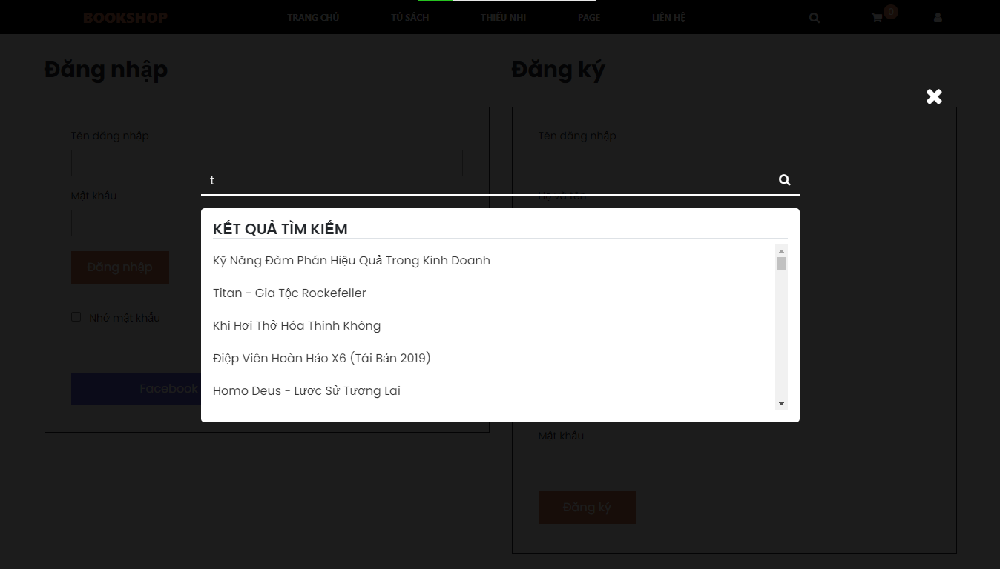 BOOKSHOP
TRANG CHỦ
TỦ SÁCH
THIẾU NHI
PAGE
LIÊN HỆ
0
Đăng nhập
Đăng ký
Tên đăng nhập
Tên đăng nhập
t
Mật khẩu
Họ và tên
KẾT QUẢ TÌM KIẾM
Kỹ Năng Đàm Phán Hiệu Quả Trong Kinh Doanh
Đăng nhập
Titan - Gia Tộc Rockefeller
Nhớ mật khẩu
Khi Hơi Thở Hóa Thinh Không
Điệp Viên Hoàn Hảo X6 (Tái Bản 2019)
Facebook
Homo Deus - Lược Sử Tương Lai
Mật khẩu
Đăng ký